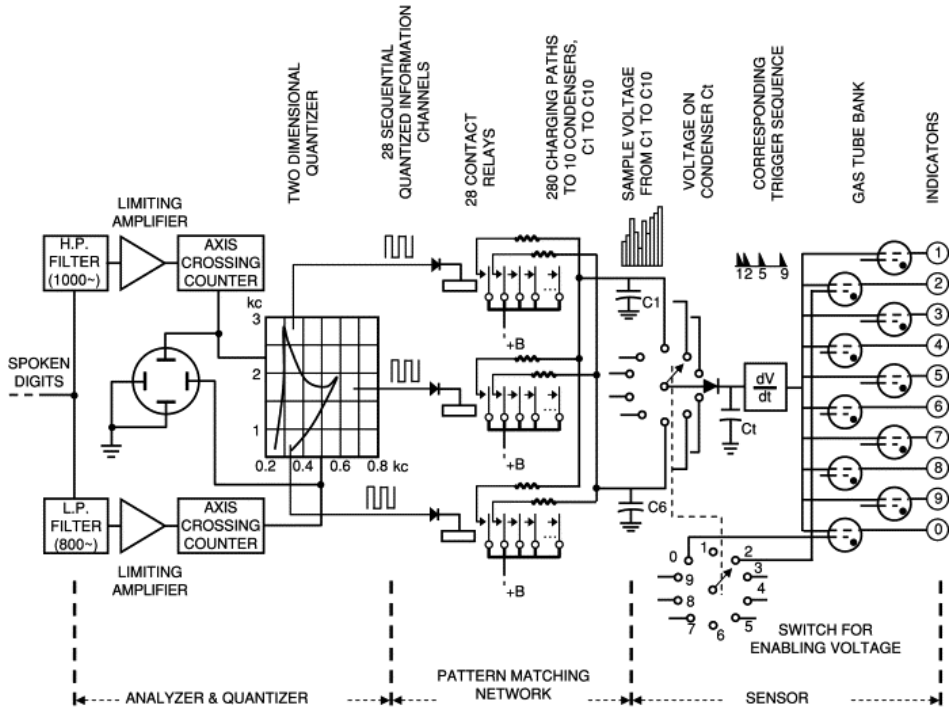 TWO DIMENSIONAL
QUANTIZER
28 SEQUENTIAL
QUANTIZED INFORMATION
CHANNELS
28 CONTACT
RELAYS
280 CHARGING PATHS
TO 10 CONDENSERS,
C1 TO C10
SAMPLE VOLTAGE
FROM C1 TO C10
VOLTAGE ON
CONDENSER Ct
CORRESPONDING
TRIGGER SEQUENCE
GAS TUBE BANK
INDICATORS
LIMITING
AMPLIFIER
H.P.
FILTER
(1000~)
AXIS
CROSSING
COUNTER
kc
3
2
1
0.2
0.4
0.6
0.8
kc
SPOKEN
DIGITS
L.P.
FILTER
(800~)
AXIS
CROSSING
COUNTER
LIMITING
AMPLIFIER
+B
+B
+B
C1
C6
Ct
12 5 9
dV
dt
1
2
3
4
5
6
7
8
9
0
0
1
2
3
4
5
6
7
8
9
SWITCH FOR
ENABLING VOLTAGE
ANALYZER & QUANTIZER
PATTERN MATCHING
NETWORK
SENSOR